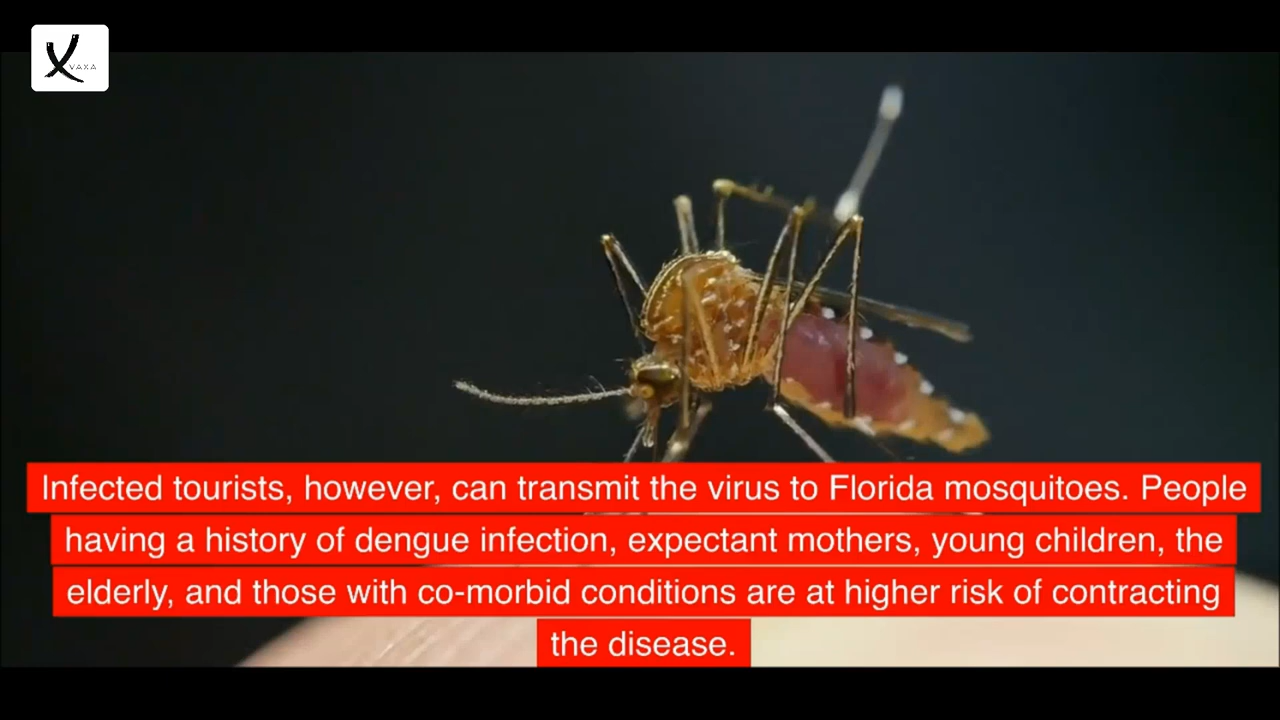 VAXA
Infected tourists, however, can transmit the virus to Florida mosquitoes. People
having a history of dengue infection, expectant mothers, young children, the
elderly, and those with co-morbid conditions are at higher risk of contracting
the disease.